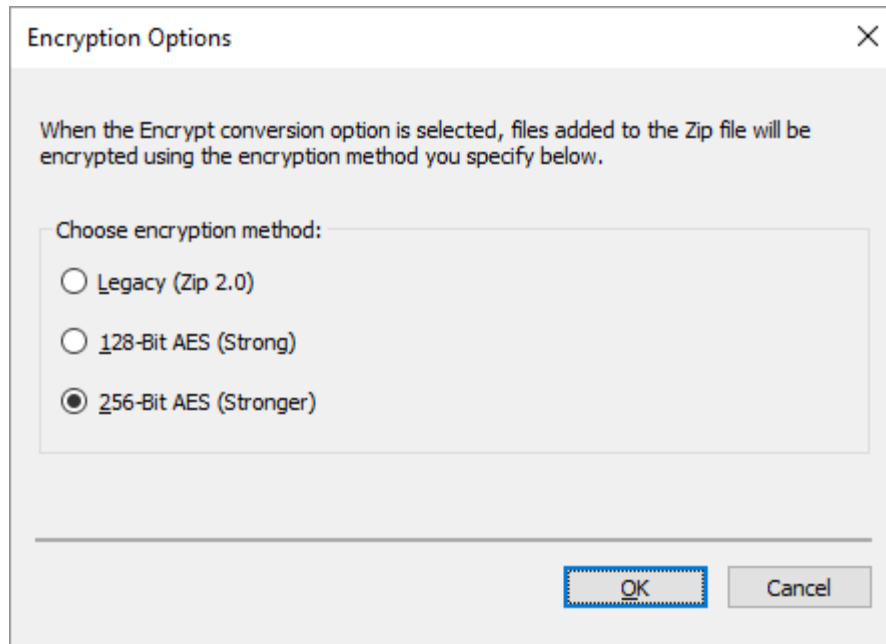 Encryption Options
When the Encrypt conversion option is selected, files added to the Zip file will be
encrypted using the encryption method you specify below.
Choose encryption method:
Legacy (Zip 2.0)
128-Bit AES (Strong)
256-Bit AES (Stronger)
OK
Cancel